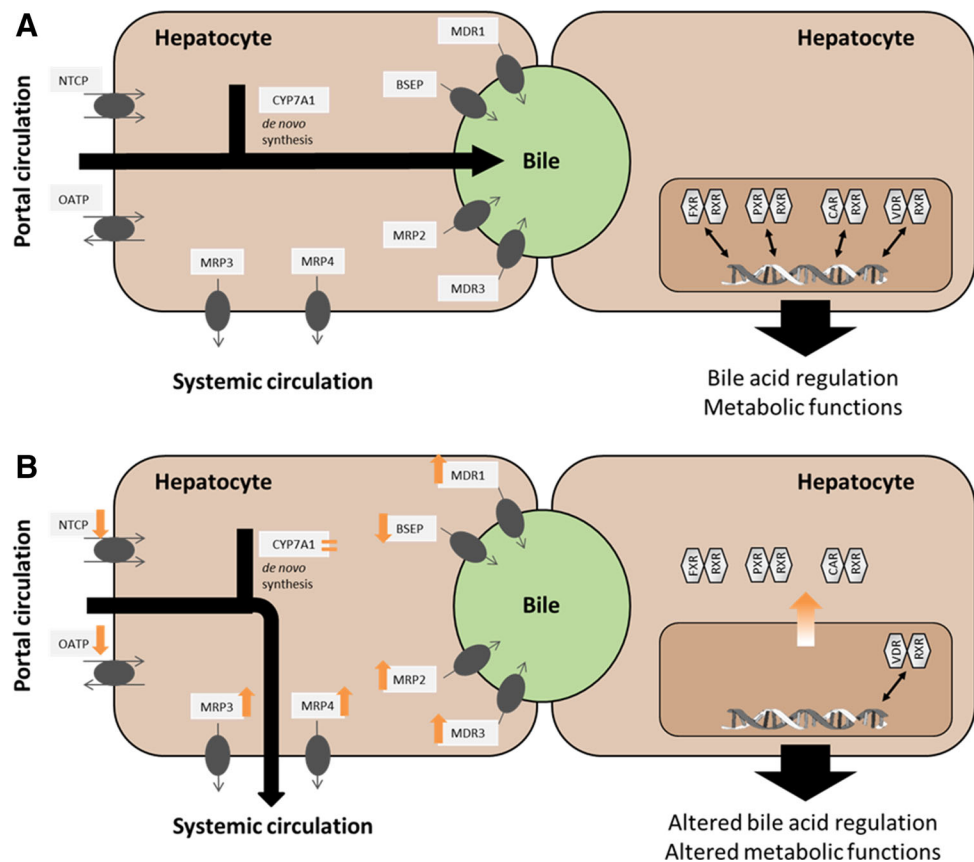 A
Hepatocyte
Hepatocyte
Portal circulation
NTCP
OATP
CYP7A1
de novo
synthesis
MDR1
BSEP
Bile
MRP2
MDR3
MRP3
MRP4
Systemic circulation
FXR RXR
PXR RXR
CAR RXR
VDR RXR
Bile acid regulation
Metabolic functions
B
Hepatocyte
Hepatocyte
Portal circulation
NTCP
OATP
CYP7A1
de novo
synthesis
MDR1
BSEP
Bile
MRP2
MDR3
MRP3
MRP4
Systemic circulation
FXR RXR
PXR RXR
CAR RXR
VDR RXR
Altered bile acid regulation
Altered metabolic functions